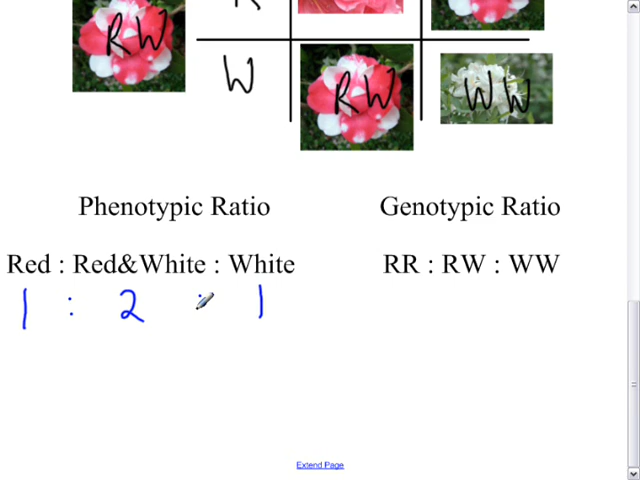 RW
W
RW
WW
Phenotypic Ratio
Genotypic Ratio
Red : Red&White : White
RR : RW : WW
1 : 2 : 1
Extend Page